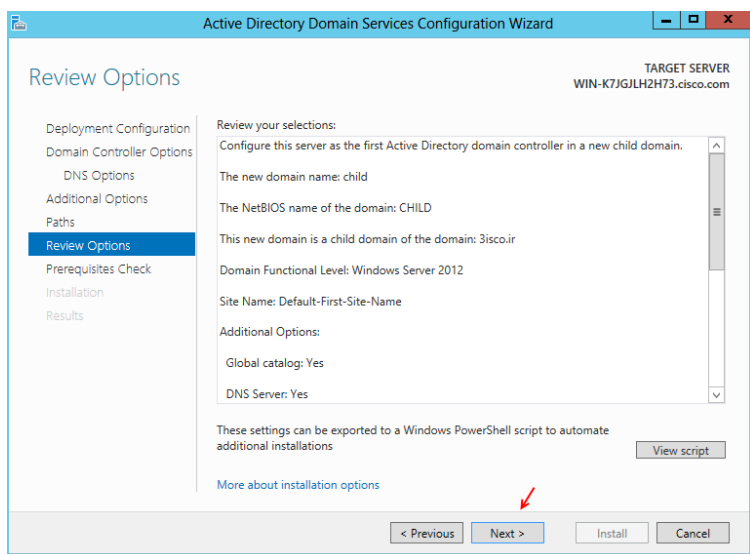 Active Directory Domain Services Configuration Wizard
Review Options
TARGET SERVER
WIN-K7JGJLH2H73.cisco.com
Deployment Configuration
Domain Controller Options
DNS Options
Additional Options
Paths
Review Options
Prerequisites Check
Installation
Results
Review your selections:
Configure this server as the first Active Directory domain controller in a new child domain.
The new domain name: child
The NetBIOS name of the domain: CHILD
This new domain is a child domain of the domain: 3isco.ir
Domain Functional Level: Windows Server 2012
Site Name: Default-First-Site-Name
Additional Options:
Global catalog: Yes
DNS Server: Yes
These settings can be exported to a Windows PowerShell script to automate
additional installations
View script
More about installation options
< Previous
Next >
Install
Cancel